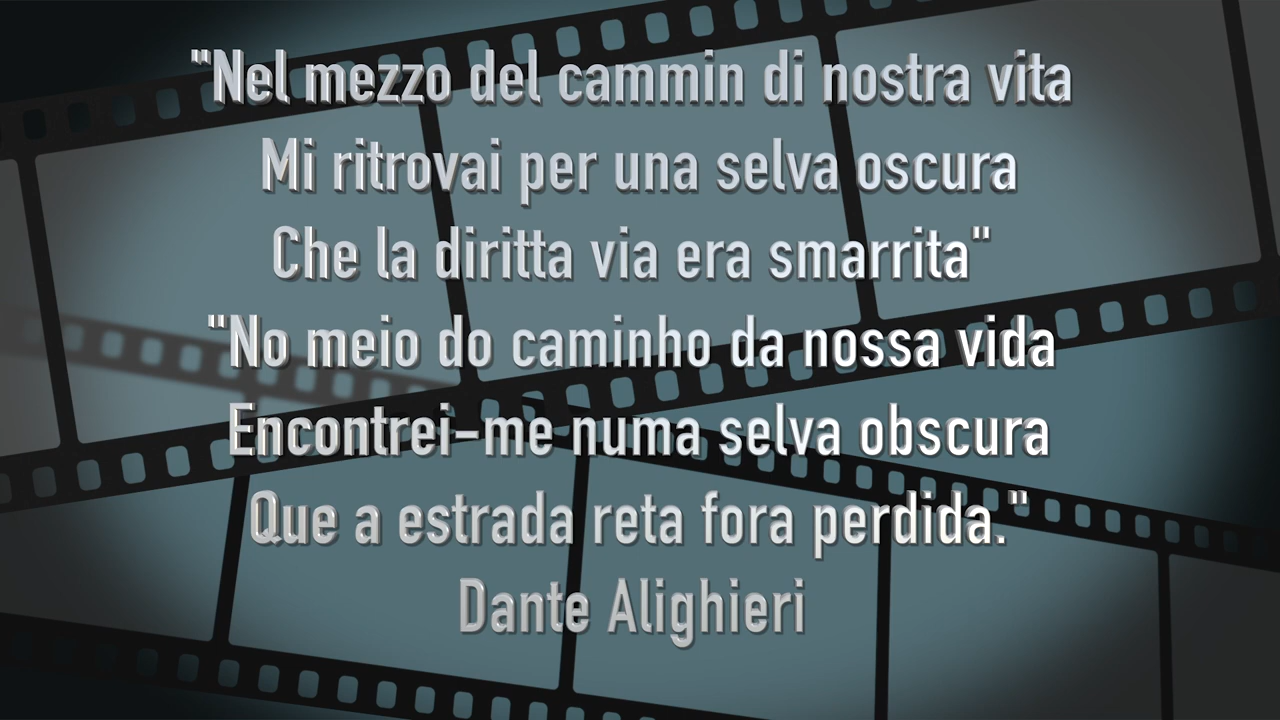 "Nel mezzo del cammin di nostra vita
Mi ritrovai per una selva oscura
Che la diritta via era smarrita"
"No meio do caminho da nossa vida
Encontrei-me numa selva obscura
Que a estrada reta fora perdida."
Dante Alighieri